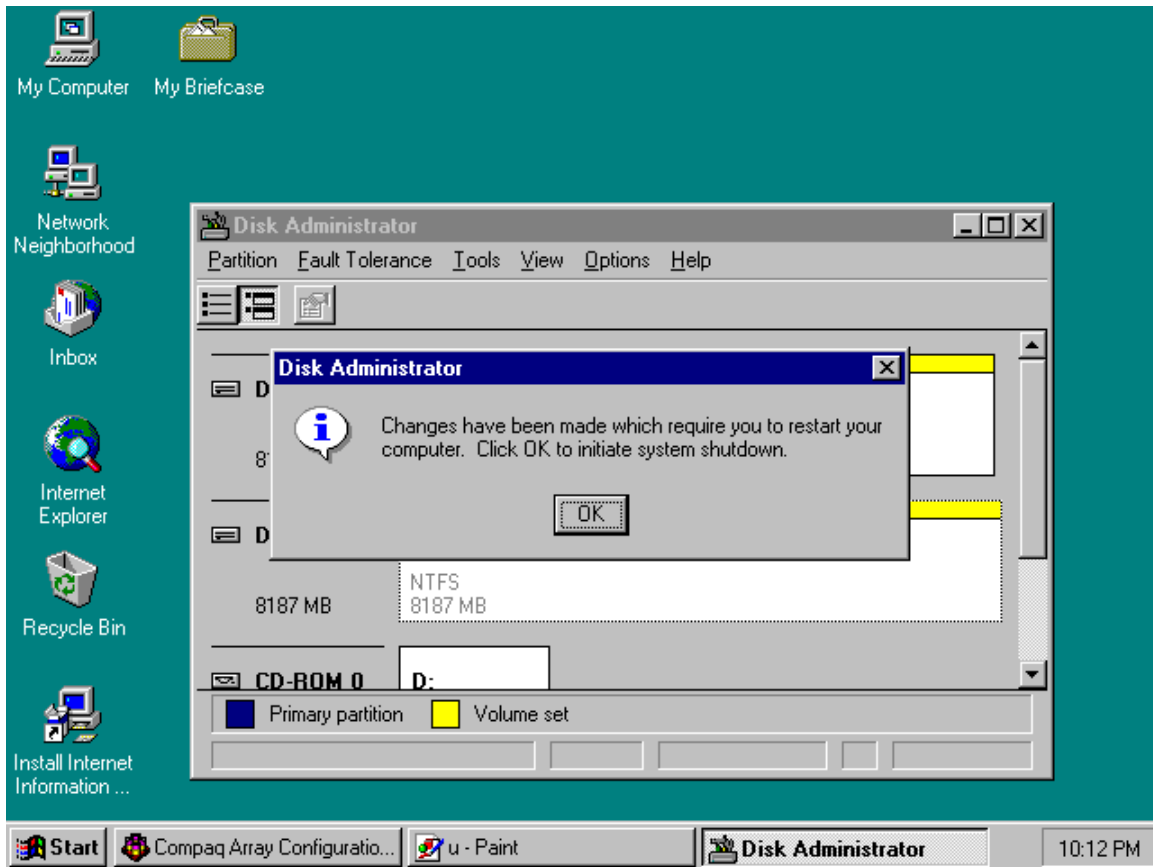 My Computer
My Briefcase
Network
Neighborhood
Inbox
Internet
Explorer
Recycle Bin
Install Internet
Information ...
Disk Administrator
Partition Fault Tolerance Tools View Options Help
D
8
Disk Administrator
Changes have been made which require you to restart your
computer. Click OK to initiate system shutdown.
OK
D
NTFS
8187 MB 8187 MB
CD-ROM 0 D:
Primary partition Volume set
Start Compaq Array Configuratio... u - Paint Disk Administrator 10:12 PM